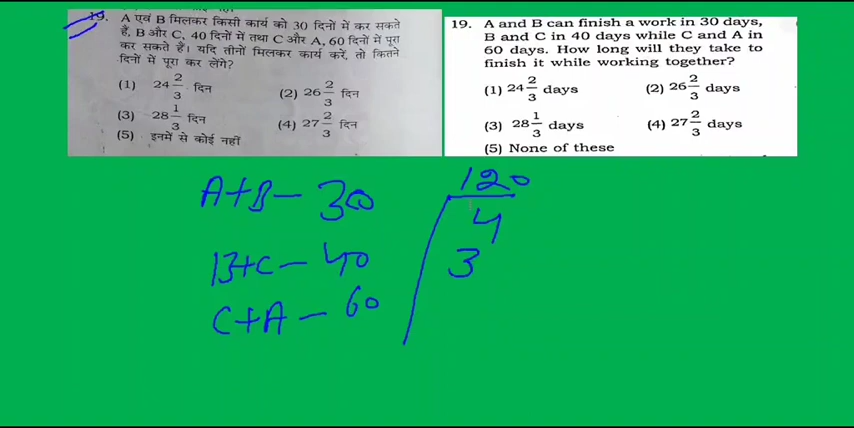 19. A एवं B मिलकर किसी कार्य को 30 दिनों में कर सकते
हैं, B और C, 40 दिनों में तथा C और A, 60 दिनों में पूरा
कर सकते हैं। यदि तीनों मिलकर कार्य करें, तो कितने
दिनों में पूरा कर लेंगे?
(1) 24 2/3 दिन
(2) 26 2/3 दिन
(3) 28 1/3 दिन
(4) 27 2/3 दिन
(5) इनमें से कोई नहीं
19. A and B can finish a work in 30 days,
B and C in 40 days while C and A in
60 days. How long will they take to
finish it while working together?
(1) 24 2/3 days
(2) 26 2/3 days
(3) 28 1/3 days
(4) 27 2/3 days
(5) None of these
A+B – 30
B+C – 40
C+A – 60
120
4
3